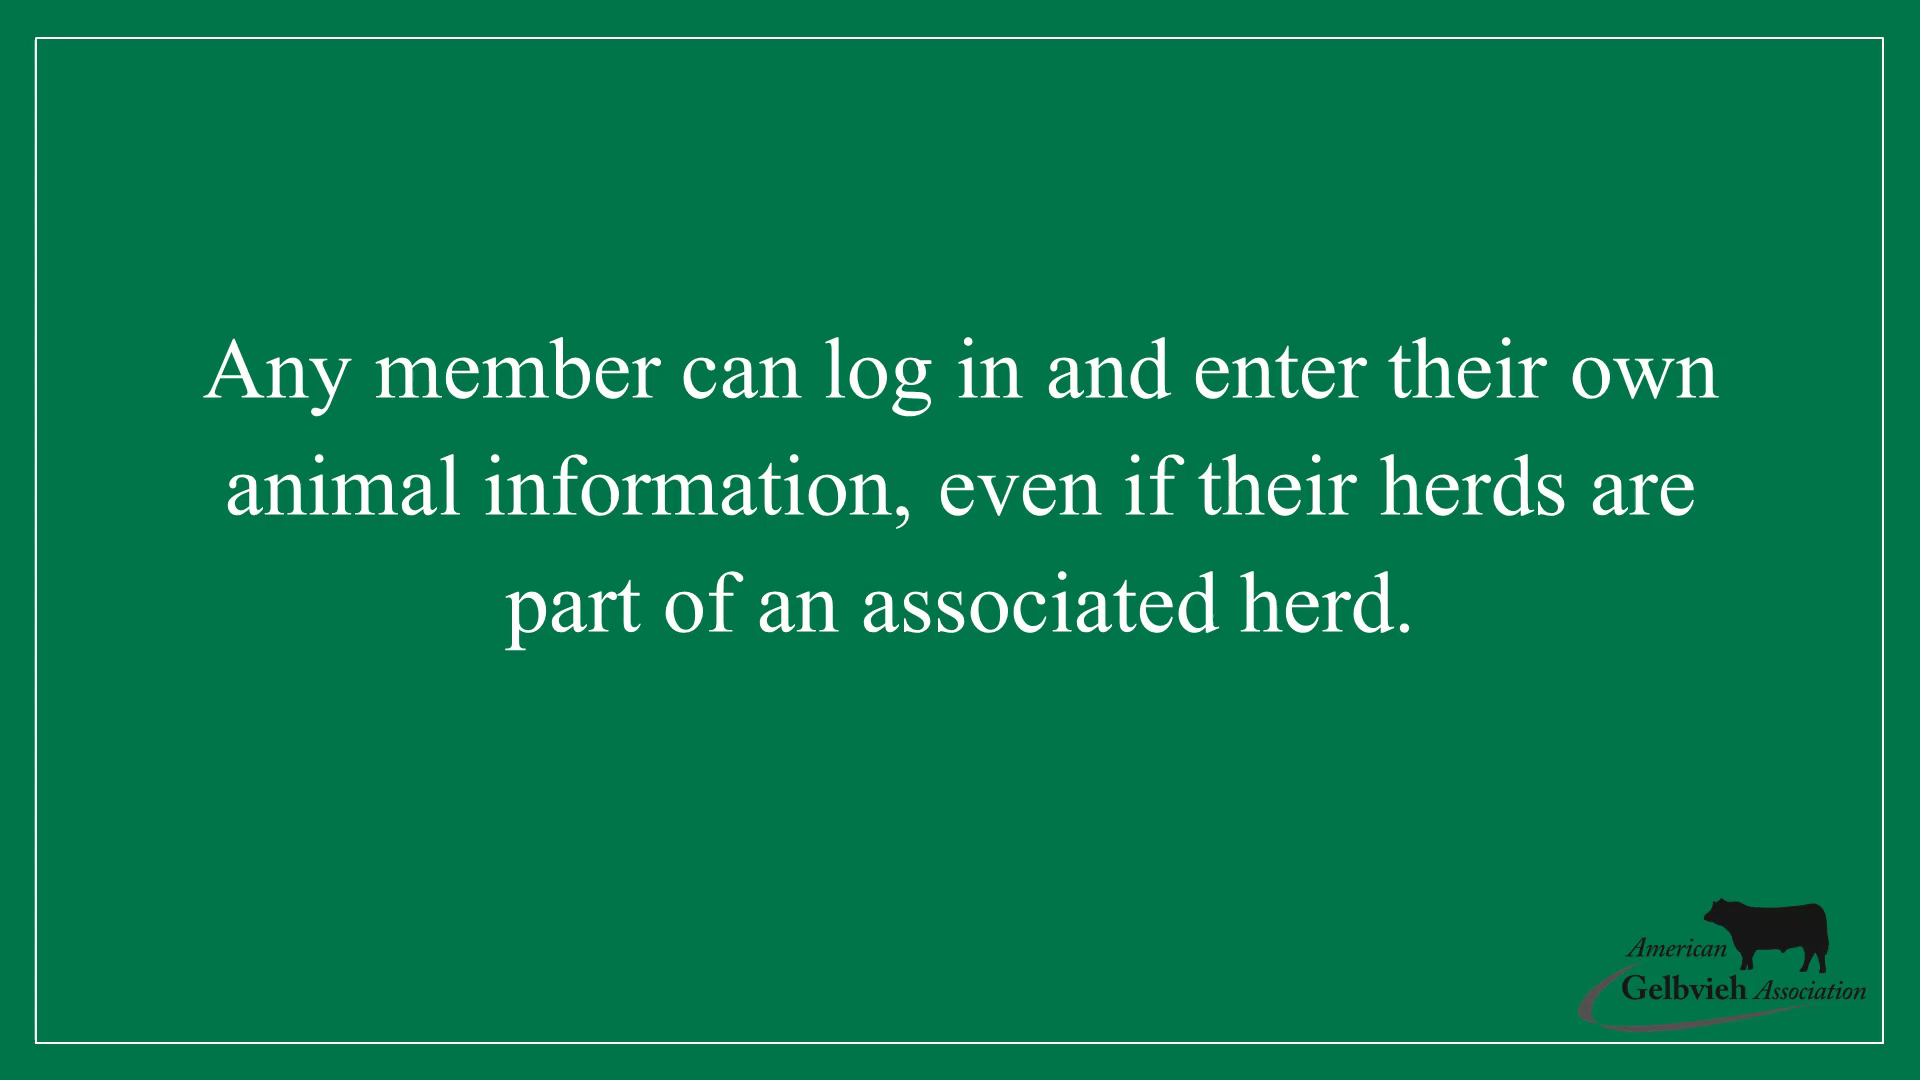 Any member can log in and enter their own
animal information, even if their herds are
part of an associated herd.
American
Gelbvieh Association